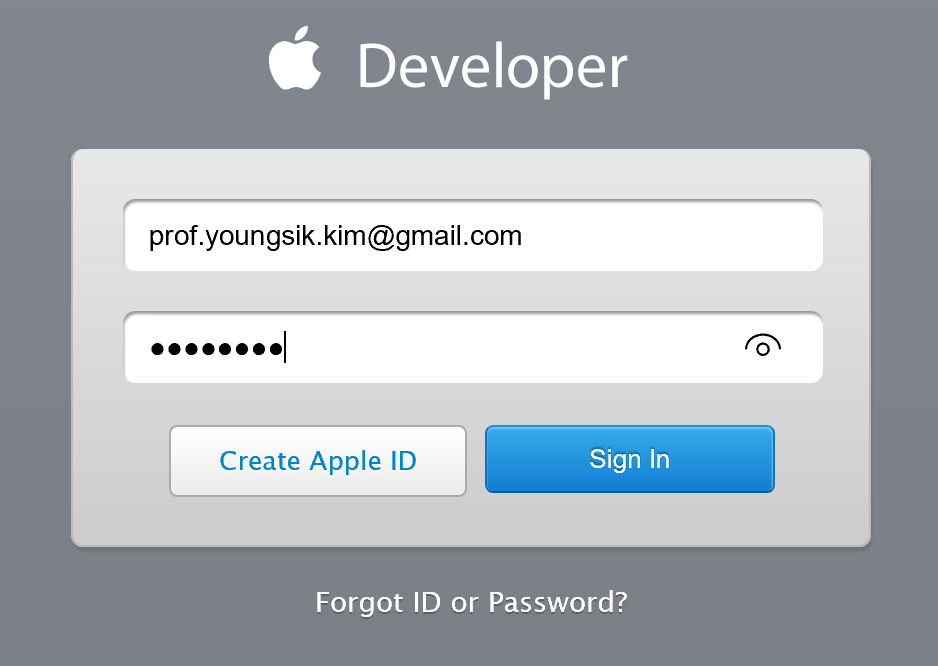 Developer
prof.youngsik.kim@gmail.com
••••••••
Create Apple ID
Sign In
Forgot ID or Password?